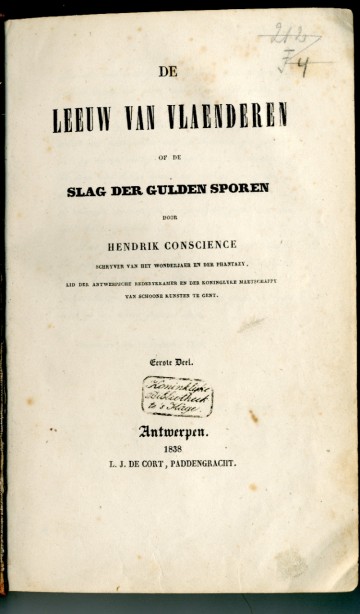 212
I 4
DE
LEEUW VAN VLAENDEREN
OF DE
SLAG DER GULDEN SPOREN
DOOR
HENDRIK CONSCIENCE
SCHRYVER VAN HET WONDERJAER EN DER PHANTAZY,
LID DER ANTWERPSCHE REDERYKKAMER EN DER KONINGLYKE MAETSCHAPPY
VAN SCHOONE KUNSTEN TE GENT.
Eerste Deel.
Koninklijke
Bibliotheek
te 's Hage.
Antwerpen.
1838
L. J. DE CORT, PADDENGRACHT.